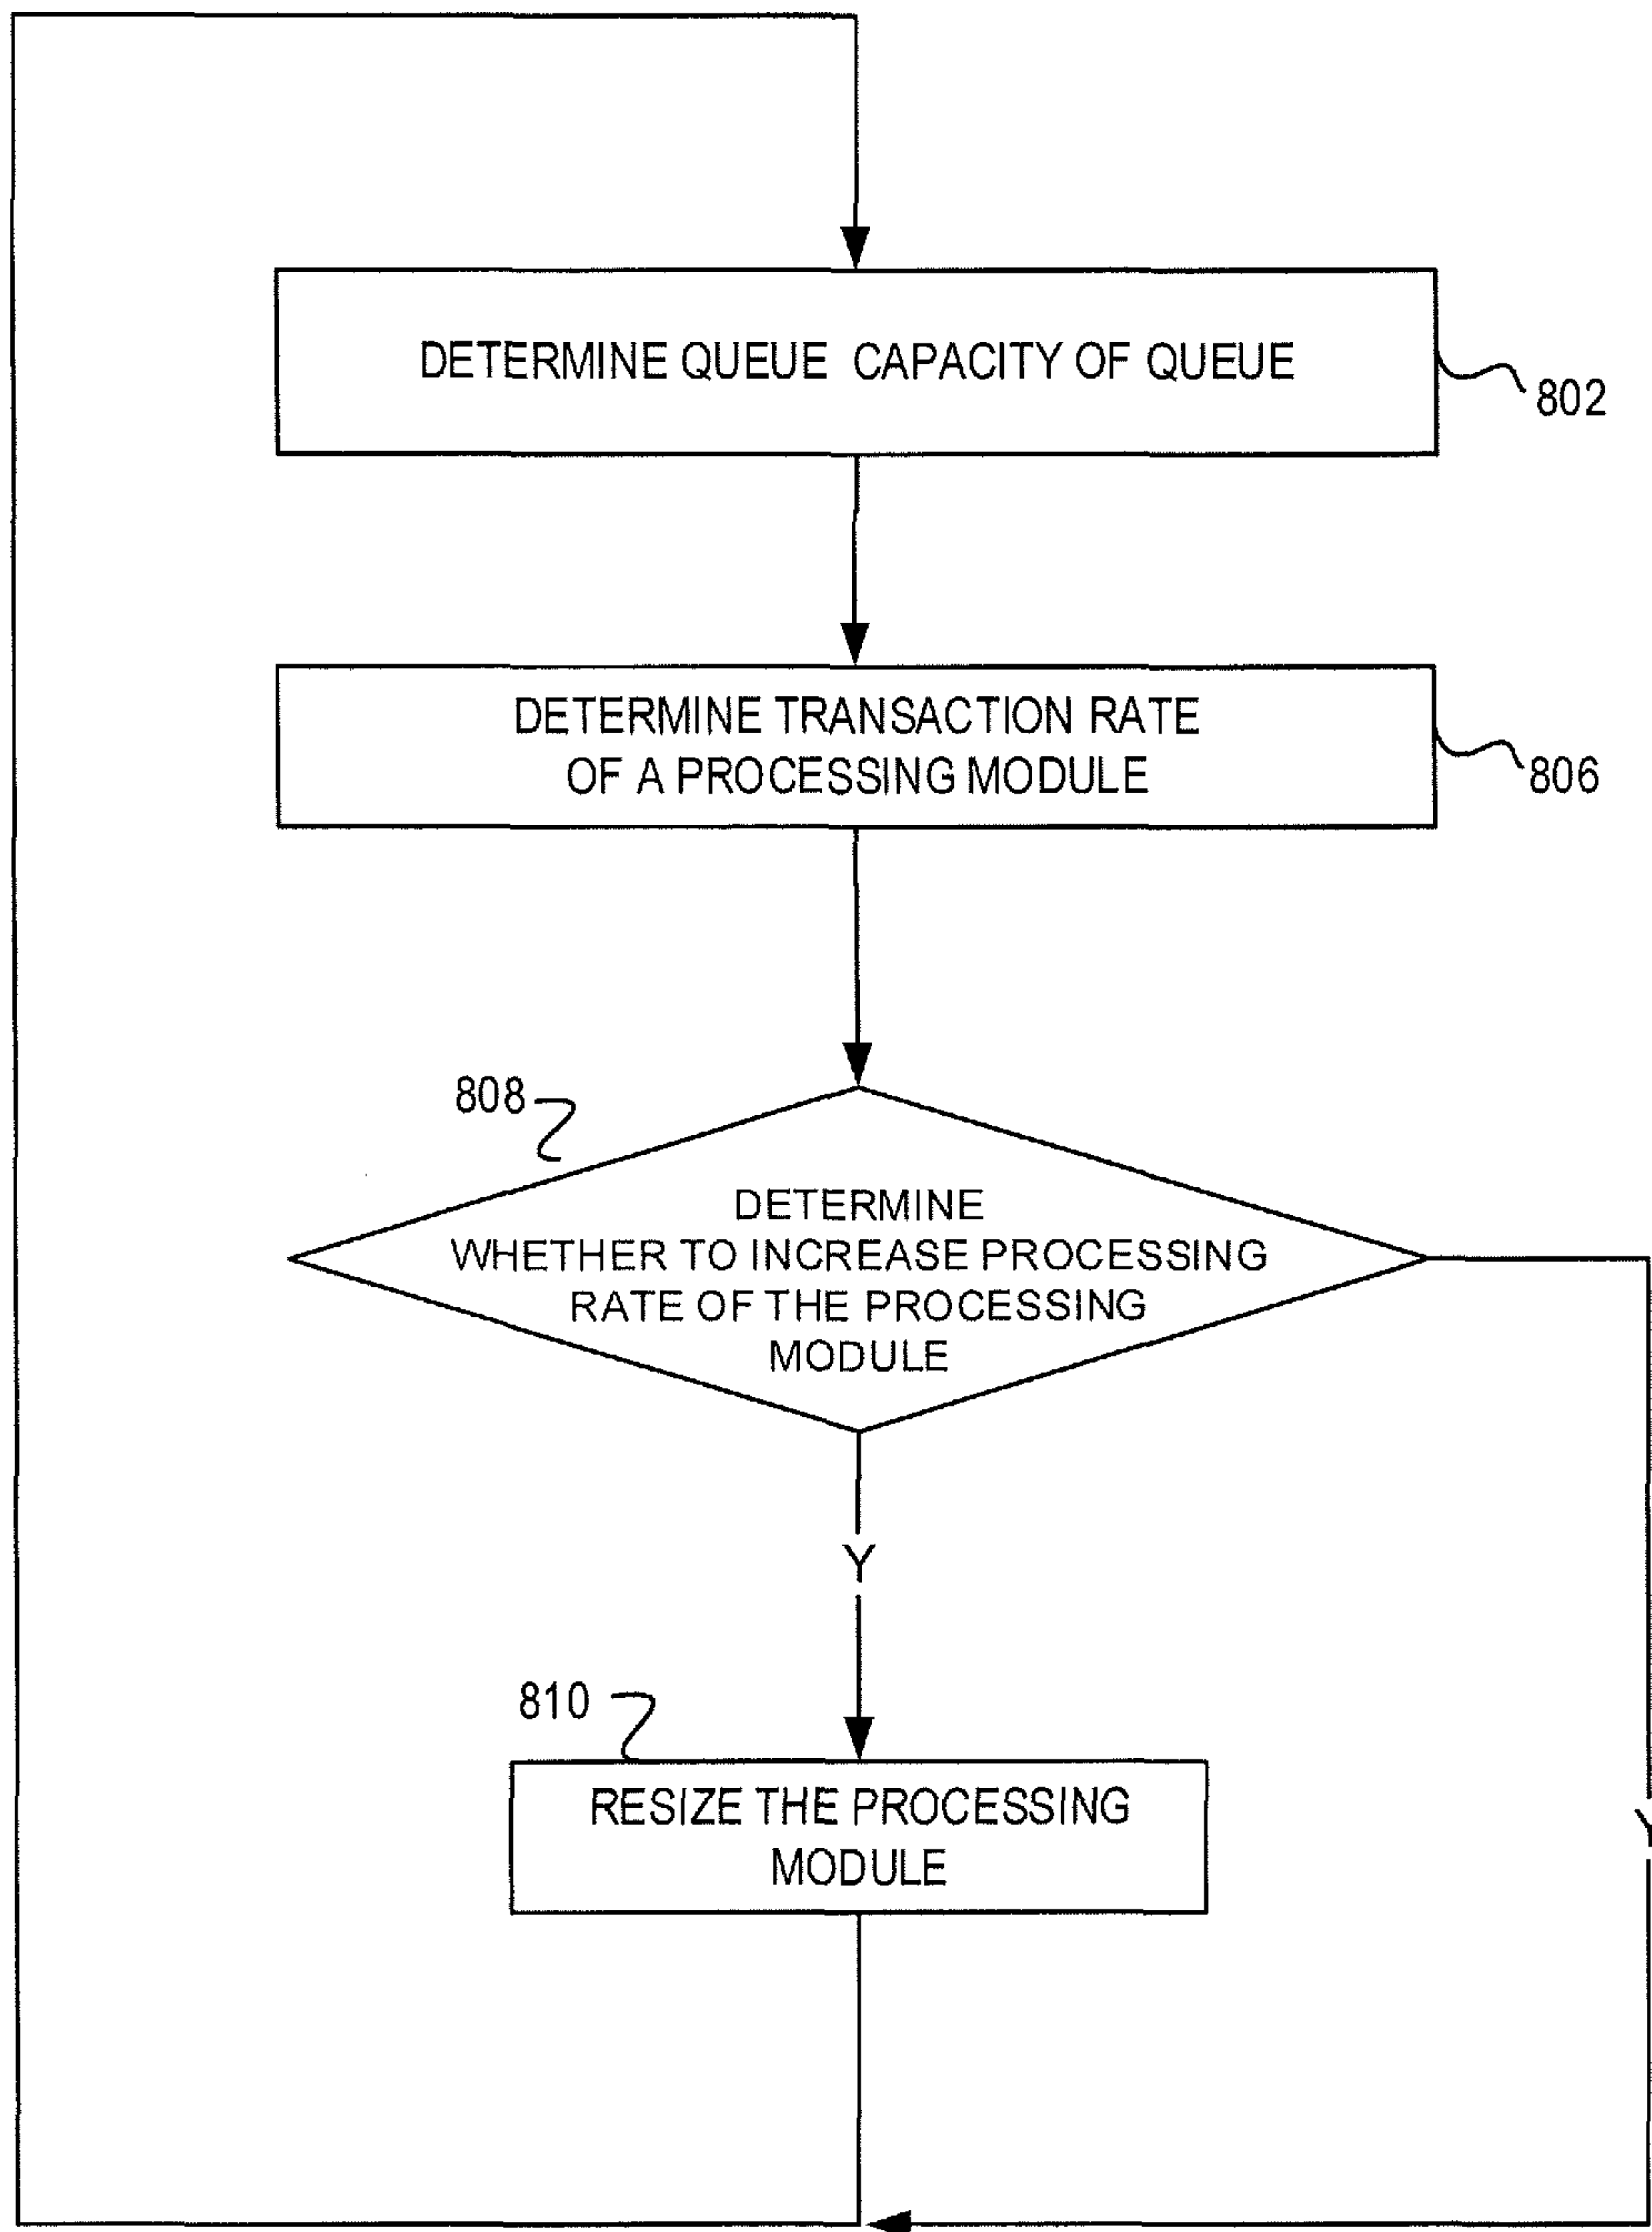 DETERMINE QUEUE CAPACITY OF QUEUE
802
DETERMINE TRANSACTION RATE
OF A PROCESSING MODULE
806
808
DETERMINE
WHETHER TO INCREASE PROCESSING
RATE OF THE PROCESSING
MODULE
Y
810
RESIZE THE PROCESSING
MODULE
Y